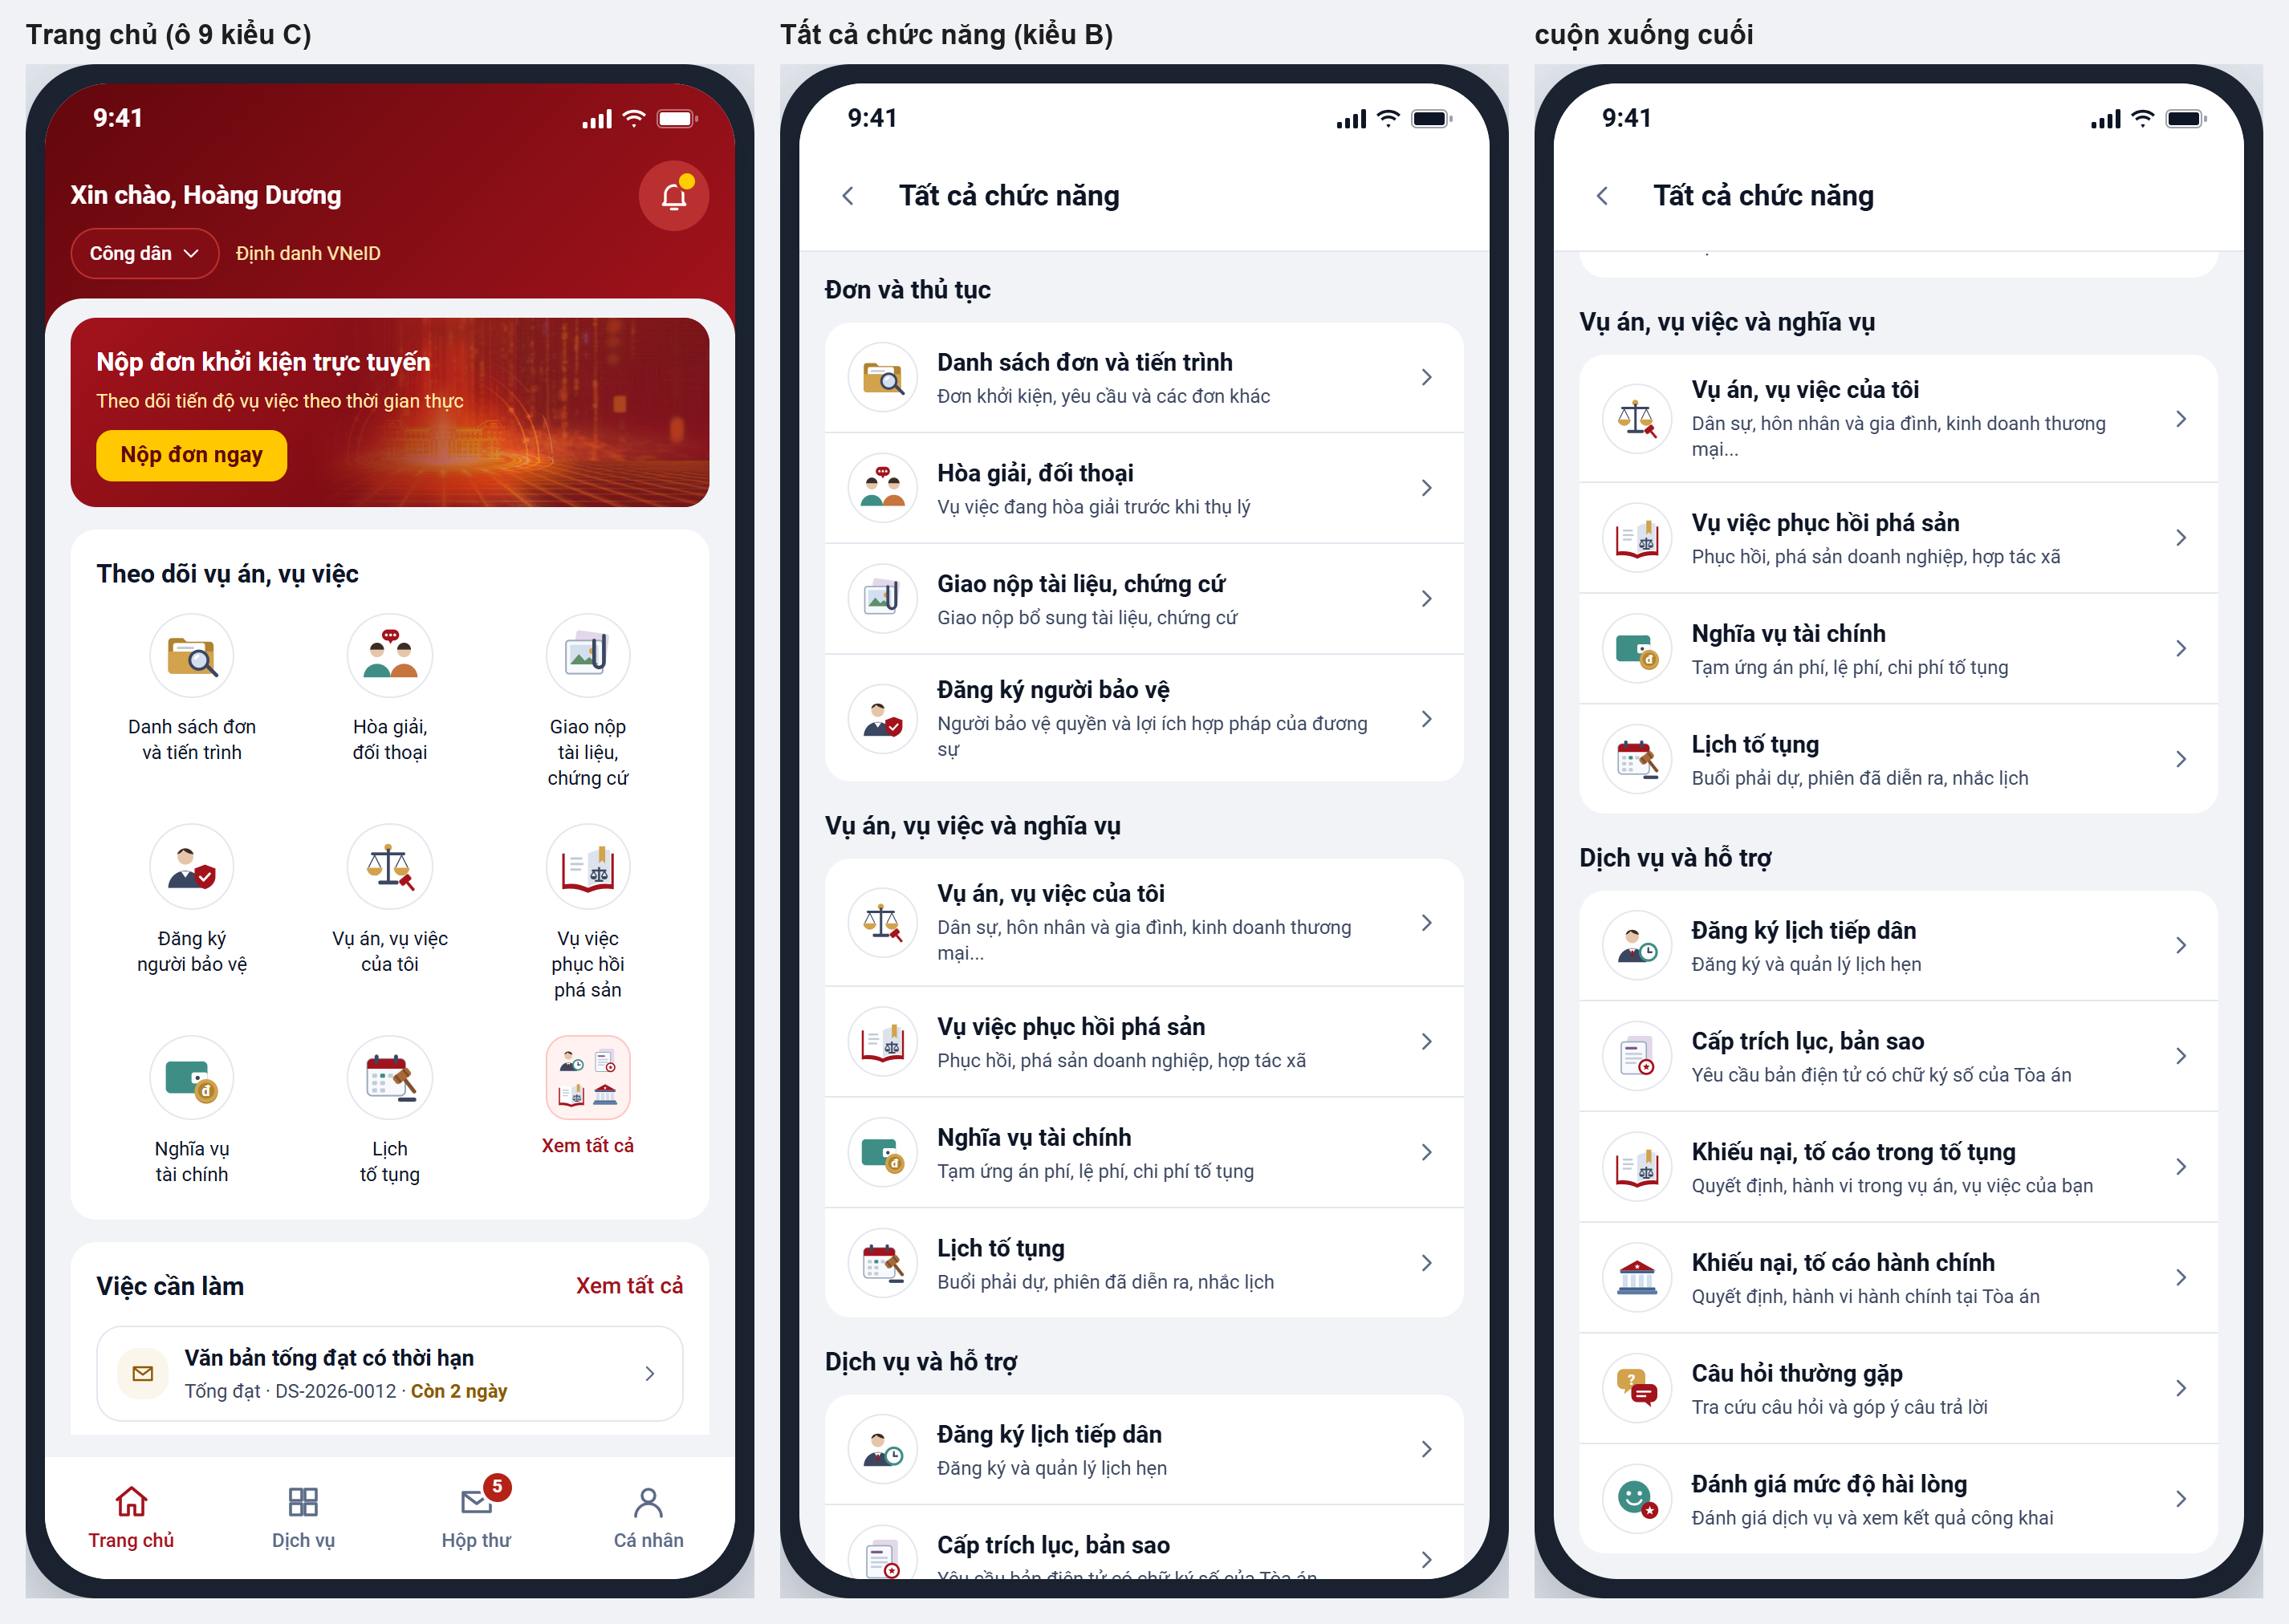 Trang chủ (ô 9 kiểu C)
9:41
Xin chào, Hoàng Dương
Công dân
Định danh VNeID
Nộp đơn khởi kiện trực tuyến
Theo dõi tiến độ vụ việc theo thời gian thực
Nộp đơn ngay
Theo dõi vụ án, vụ việc
Danh sách đơn
và tiến trình
Hòa giải,
đối thoại
Giao nộp
tài liệu,
chứng cứ
Đăng ký
người bảo vệ
Vụ án, vụ việc
của tôi
Vụ việc
phục hồi
phá sản
Nghĩa vụ
tài chính
Lịch
tố tụng
Xem tất cả
Việc cần làm
Xem tất cả
Văn bản tống đạt có thời hạn
Tống đạt · DS-2026-0012 · Còn 2 ngày
Trang chủ
Dịch vụ
5
Hộp thư
Cá nhân
Tất cả chức năng (kiểu B)
9:41
Tất cả chức năng
Đơn và thủ tục
Danh sách đơn và tiến trình
Đơn khởi kiện, yêu cầu và các đơn khác
Hòa giải, đối thoại
Vụ việc đang hòa giải trước khi thụ lý
Giao nộp tài liệu, chứng cứ
Giao nộp bổ sung tài liệu, chứng cứ
Đăng ký người bảo vệ
Người bảo vệ quyền và lợi ích hợp pháp của đương
sự
Vụ án, vụ việc và nghĩa vụ
Vụ án, vụ việc của tôi
Dân sự, hôn nhân và gia đình, kinh doanh thương
mại...
Vụ việc phục hồi phá sản
Phục hồi, phá sản doanh nghiệp, hợp tác xã
Nghĩa vụ tài chính
Tạm ứng án phí, lệ phí, chi phí tố tụng
Lịch tố tụng
Buổi phải dự, phiên đã diễn ra, nhắc lịch
Dịch vụ và hỗ trợ
Đăng ký lịch tiếp dân
Đăng ký và quản lý lịch hẹn
Cấp trích lục, bản sao
Yêu cầu bản điện tử có chữ ký số của Tòa án
cuộn xuống cuối
9:41
Tất cả chức năng
Vụ án, vụ việc và nghĩa vụ
Vụ án, vụ việc của tôi
Dân sự, hôn nhân và gia đình, kinh doanh thương
mại...
Vụ việc phục hồi phá sản
Phục hồi, phá sản doanh nghiệp, hợp tác xã
Nghĩa vụ tài chính
Tạm ứng án phí, lệ phí, chi phí tố tụng
Lịch tố tụng
Buổi phải dự, phiên đã diễn ra, nhắc lịch
Dịch vụ và hỗ trợ
Đăng ký lịch tiếp dân
Đăng ký và quản lý lịch hẹn
Cấp trích lục, bản sao
Yêu cầu bản điện tử có chữ ký số của Tòa án
Khiếu nại, tố cáo trong tố tụng
Quyết định, hành vi trong vụ án, vụ việc của bạn
Khiếu nại, tố cáo hành chính
Quyết định, hành vi hành chính tại Tòa án
Câu hỏi thường gặp
Tra cứu câu hỏi và góp ý câu trả lời
Đánh giá mức độ hài lòng
Đánh giá dịch vụ và xem kết quả công khai